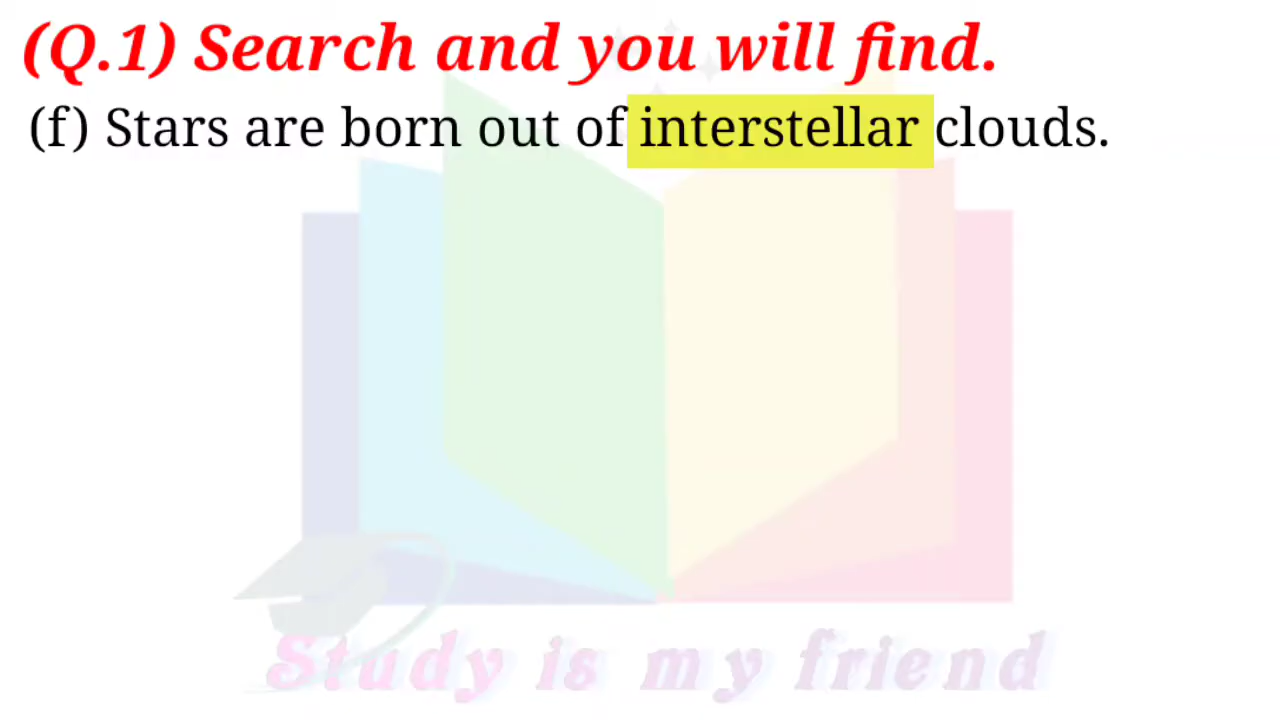 (Q.1) Search and you will find.
(f) Stars are born out of interstellar clouds.
Study is my friend